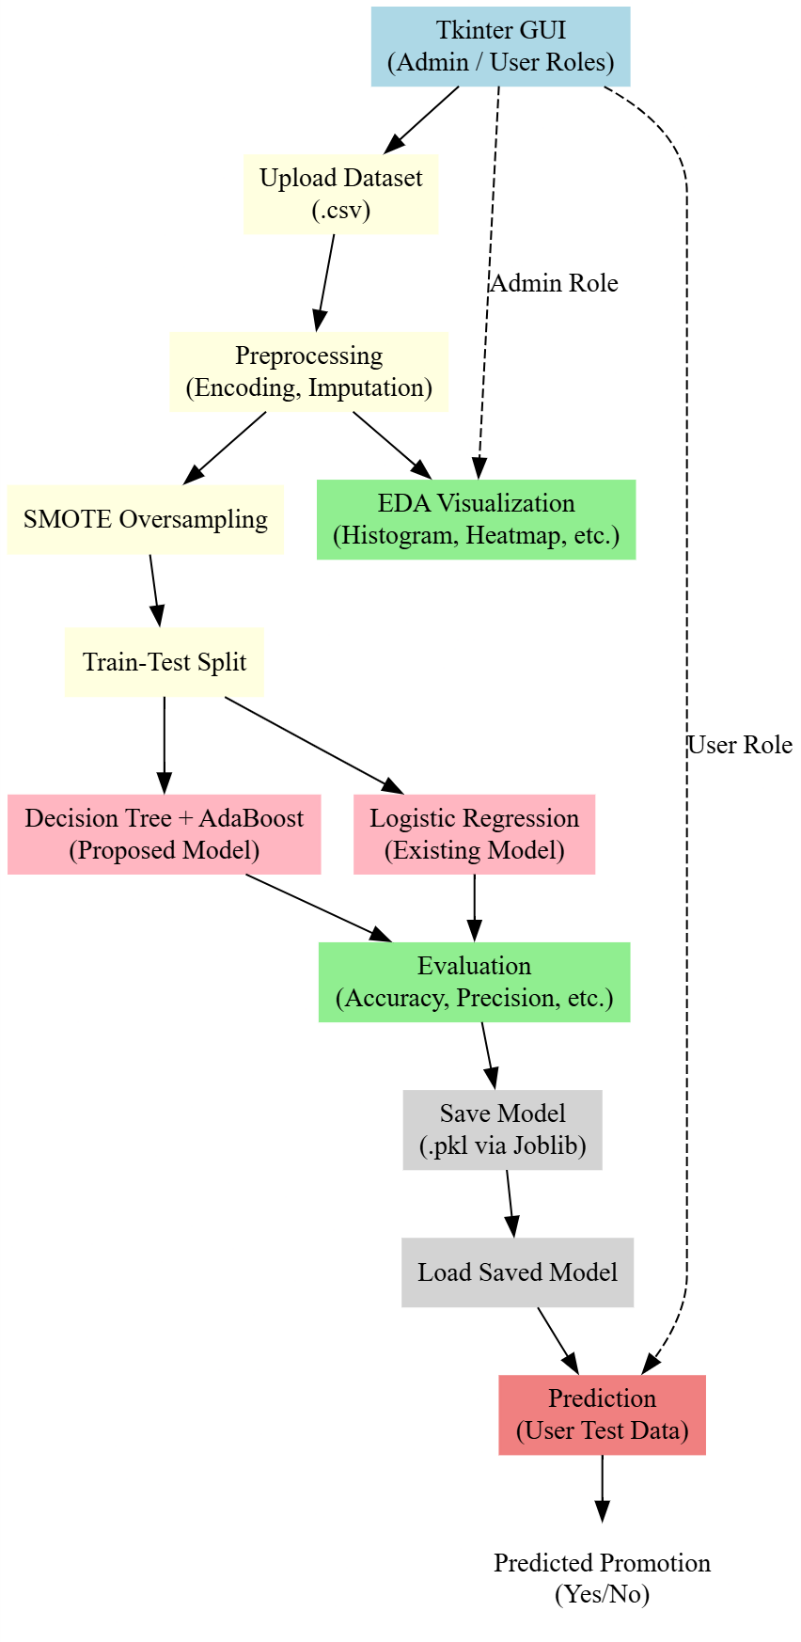 Tkinter GUI
(Admin / User Roles)
Upload Dataset
(.csv)
Admin Role
Preprocessing
(Encoding, Imputation)
SMOTE Oversampling
EDA Visualization
(Histogram, Heatmap, etc.)
Train-Test Split
User Role
Decision Tree + AdaBoost
(Proposed Model)
Logistic Regression
(Existing Model)
Evaluation
(Accuracy, Precision, etc.)
Save Model
(.pkl via Joblib)
Load Saved Model
Prediction
(User Test Data)
Predicted Promotion
(Yes/No)